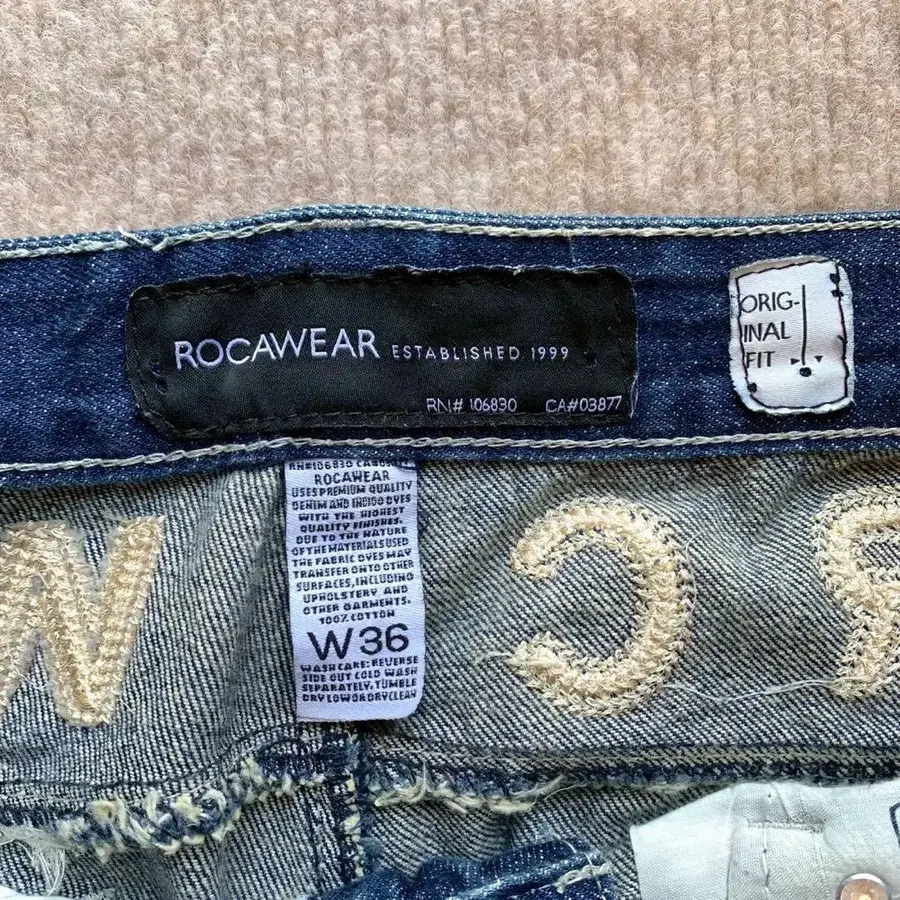 ROCAWEAR ESTABLISHED 1999
RN# 106830 CA#03877
ORIG-
INAL
FIT
RN#106830
ROCAWEAR
USES PREMIUM QUALITY
DENIM AND INDIGO DYES
WITH THE HIGHEST
QUALITY FINISHES.
DUE TO THE NATURE
OF THE MATERIALS USED
THE FABRIC DYES MAY
TRANSFER ONTO OTHER
SURFACES, INCLUDING
UPHOLSTERY AND
OTHER GARMENTS.
100% COTTON
W 36
WASH CARE: REVERSE
SIDE OUT COLD WASH
SEPARATELY. TUMBLE
DRY LOW OR DRY CLEAN
W C R